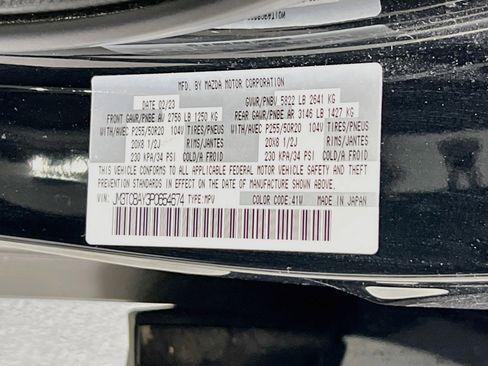 MFD. BY MAZDA MOTOR CORPORATION
DATE 02/23 GVWR/PNBV 5822 LB 2641 KG
FRONT GAWR/PNBE AV 2756 LB 1250 KG REAR GAWR/PNBE AR 3146 LB 1427 KG
WITH/AVEC P255/50R20 104V TIRES/PNEUS WITH/AVEC P255/50R20 104V TIRES/PNEUS
20X8 1/2J RIMS/JANTES 20X8 1/2J RIMS/JANTES
230 KPA/34 PSI COLD/A FROID 230 KPA/34 PSI COLD/A FROID
THIS VEHICLE CONFORMS TO ALL APPLICABLE FEDERAL MOTOR VEHICLE SAFETY AND THEFT
PREVENTION STANDARDS IN EFFECT ON THE DATE OF MANUFACTURE SHOWN ABOVE.
VIN: JM3TCBAY3P0654674 TYPE: MPV COLOR CODE: 41W MADE IN JAPAN